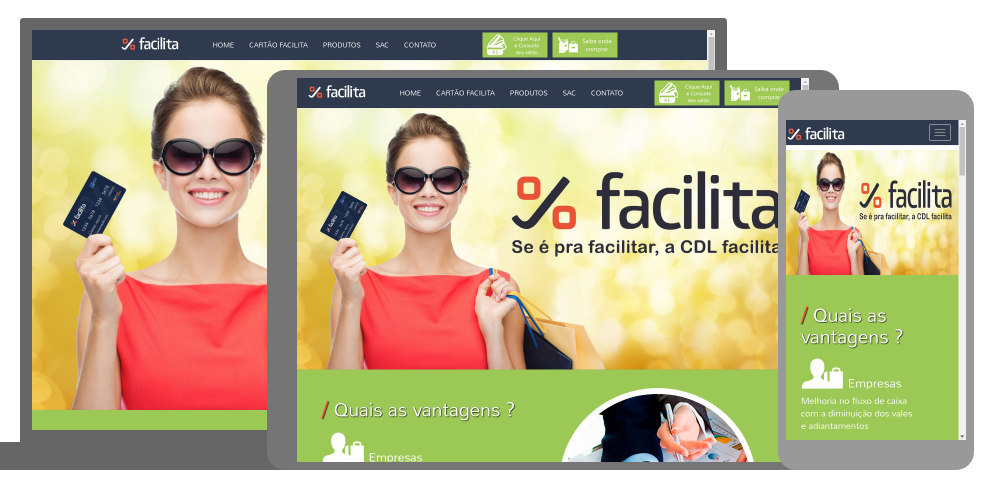 facilita
HOME CARTÃO FACILITA PRODUTOS SAC CONTATO
Clique Aqui
e Consulte
seu saldo
Saiba onde
comprar
facilita
facilita
HOME CARTÃO FACILITA PRODUTOS SAC CONTATO
Clique Aqui
e Consulte
seu saldo
Saiba onde
comprar
facilita
facilita
Se é pra facilitar, a CDL facilita
/ Quais as vantagens ?
Empresas
facilita
facilita
Se é pra facilitar, a CDL facilita
/ Quais as
vantagens ?
Empresas
Melhoria no fluxo de caixa
com a diminuição dos vales
e adiantamentos